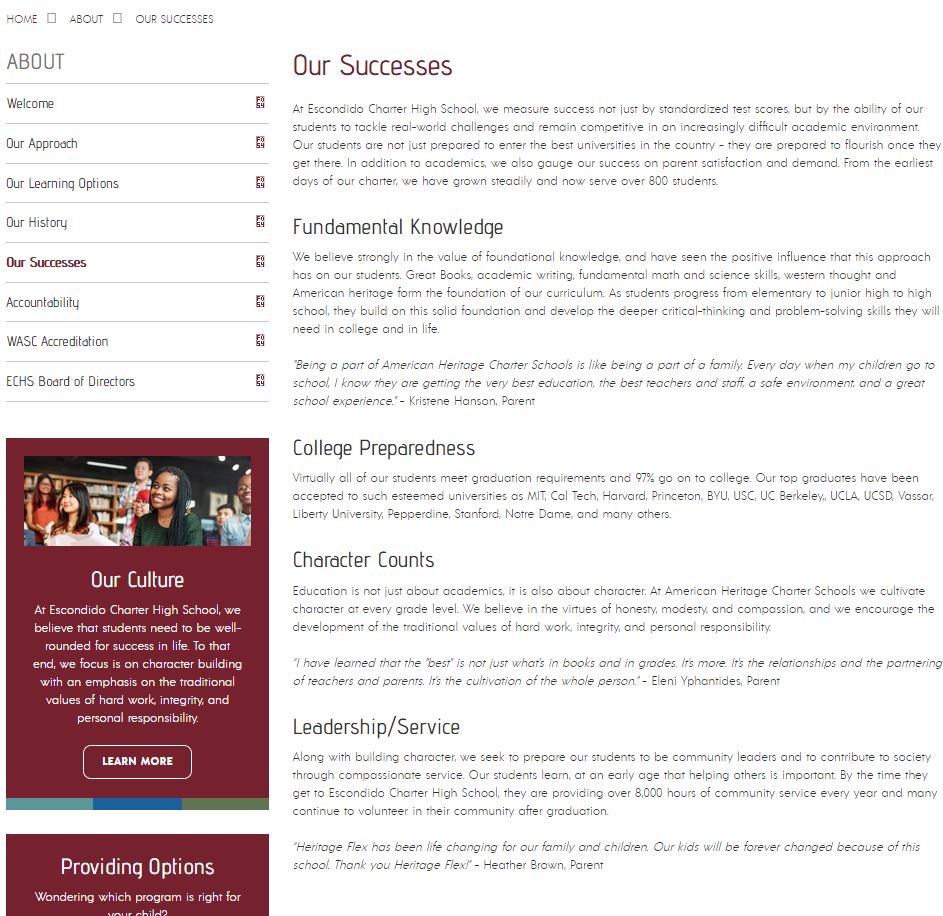 HOME ABOUT OUR SUCCESSES
ABOUT
Welcome
Our Approach
Our Learning Options
Our History
Our Successes
Accountability
WASC Accreditation
ECHS Board of Directors
Our Culture
At Escondido Charter High School, we
believe that students need to be well-
rounded for success in life. To that
end, we focus is on character building
with an emphasis on the traditional
values of hard work, integrity, and
personal responsibility.
LEARN MORE
Providing Options
Wondering which program is right for
your child?
Our Successes
At Escondido Charter High School, we measure success not just by standardized test scores, but by the ability of our
students to tackle real-world challenges and remain competitive in an increasingly difficult academic environment.
Our students are not just prepared to enter the best universities in the country - they are prepared to flourish once they
get there. In addition to academics, we also gauge our success on parent satisfaction and demand. From the earliest
days of our charter, we have grown steadily and now serve over 800 students.
Fundamental Knowledge
We believe strongly in the value of foundational knowledge, and have seen the positive influence that this approach
has on our students. Great Books, academic writing, fundamental math and science skills, western thought and
American heritage form the foundation of our curriculum. As students progress from elementary to junior high to high
school, they build on this solid foundation and develop the deeper critical-thinking and problem-solving skills they will
need in college and in life.
"Being a part of American Heritage Charter Schools is like being a part of a family. Every day when my children go to
school, I know they are getting the very best education, the best teachers and staff, a safe environment, and a great
school experience." - Kristene Hanson, Parent
College Preparedness
Virtually all of our students meet graduation requirements and 97% go on to college. Our top graduates have been
accepted to such esteemed universities as MIT, Cal Tech, Harvard, Princeton, BYU, USC, UC Berkeley,, UCLA, UCSD, Vassar,
Liberty University, Pepperdine, Stanford, Notre Dame, and many others.
Character Counts
Education is not just about academics, it is also about character. At American Heritage Charter Schools we cultivate
character at every grade level. We believe in the virtues of honesty, modesty, and compassion, and we encourage the
development of the traditional values of hard work, integrity, and personal responsibility.
"I have learned that the "best" is not just what's in books and in grades. It's more. It's the relationships and the partnering
of teachers and parents. It's the cultivation of the whole person." - Eleni Yphantides, Parent
Leadership/Service
Along with building character, we seek to prepare our students to be community leaders and to contribute to society
through compassionate service. Our students learn, at an early age that helping others is important. By the time they
get to Escondido Charter High School, they are providing over 8,000 hours of community service every year and many
continue to volunteer in their community after graduation.
"Heritage Flex has been life changing for our family and children. Our kids will be forever changed because of this
school. Thank you Heritage Flex!" - Heather Brown, Parent